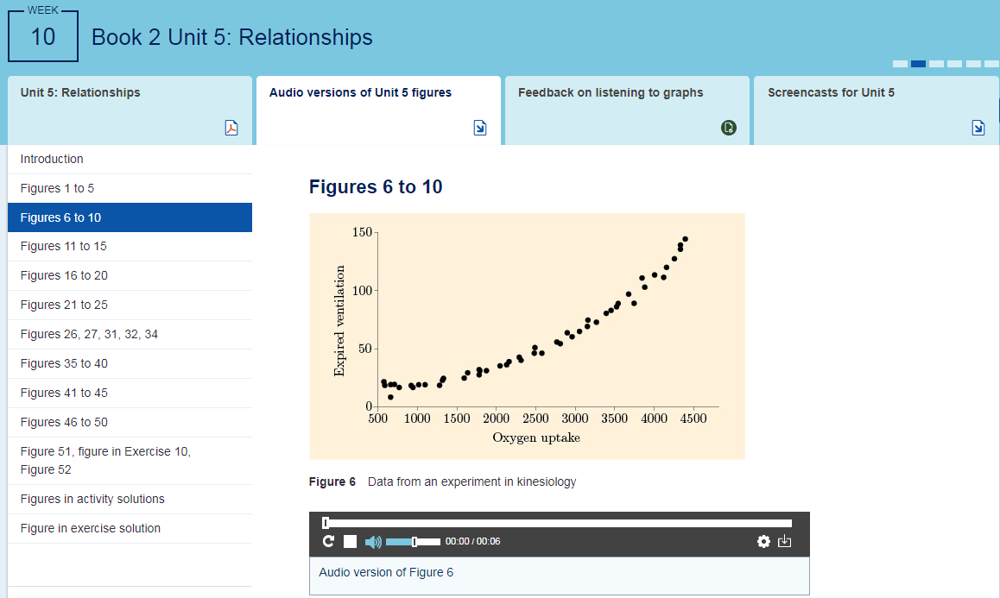 WEEK
10
Book 2 Unit 5: Relationships
Unit 5: Relationships
Audio versions of Unit 5 figures
Feedback on listening to graphs
Screencasts for Unit 5
Introduction
Figures 1 to 5
Figures 6 to 10
Figures 11 to 15
Figures 16 to 20
Figures 21 to 25
Figures 26, 27, 31, 32, 34
Figures 35 to 40
Figures 41 to 45
Figures 46 to 50
Figure 51, figure in Exercise 10,
Figure 52
Figures in activity solutions
Figure in exercise solution
Figures 6 to 10
150
100
50
0
Expired ventilation
500 1000 1500 2000 2500 3000 3500 4000 4500
Oxygen uptake
Figure 6 Data from an experiment in kinesiology
00:00 / 00:06
Audio version of Figure 6